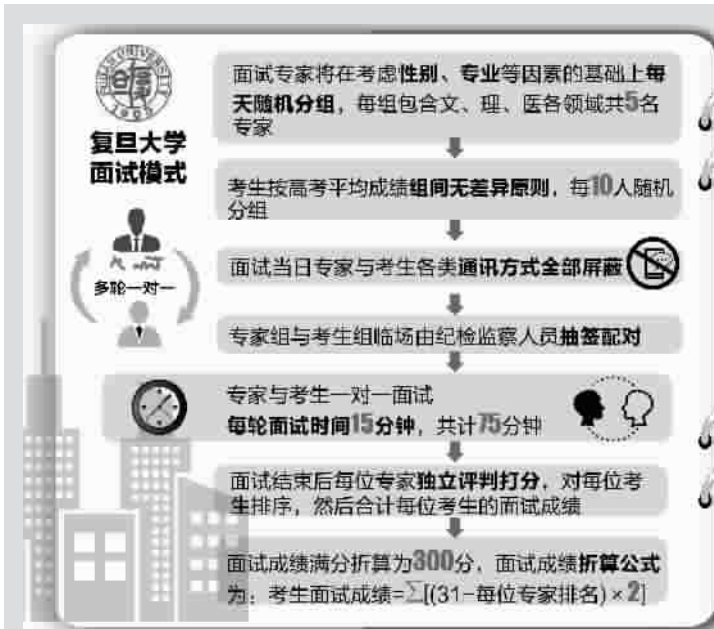 复旦大学
面试模式
多轮一对一
面试专家将在考虑性别、专业等因素的基础上每
天随机分组，每组包含文、理、医各领域共5名
专家
考生按高考平均成绩组间无差异原则，每10人随机
分组
面试当日专家与考生各类通讯方式全部屏蔽
专家组与考生组临场由纪检监察人员抽签配对
专家与考生一对一面试
每轮面试时间15分钟，共计75分钟
面试结束后每位专家独立评判打分，对每位考
生排序，然后合计每位考生的面试成绩
面试成绩满分折算为300分，面试成绩折算公式
为：考生面试成绩=∑[(31-每位专家排名)×2]